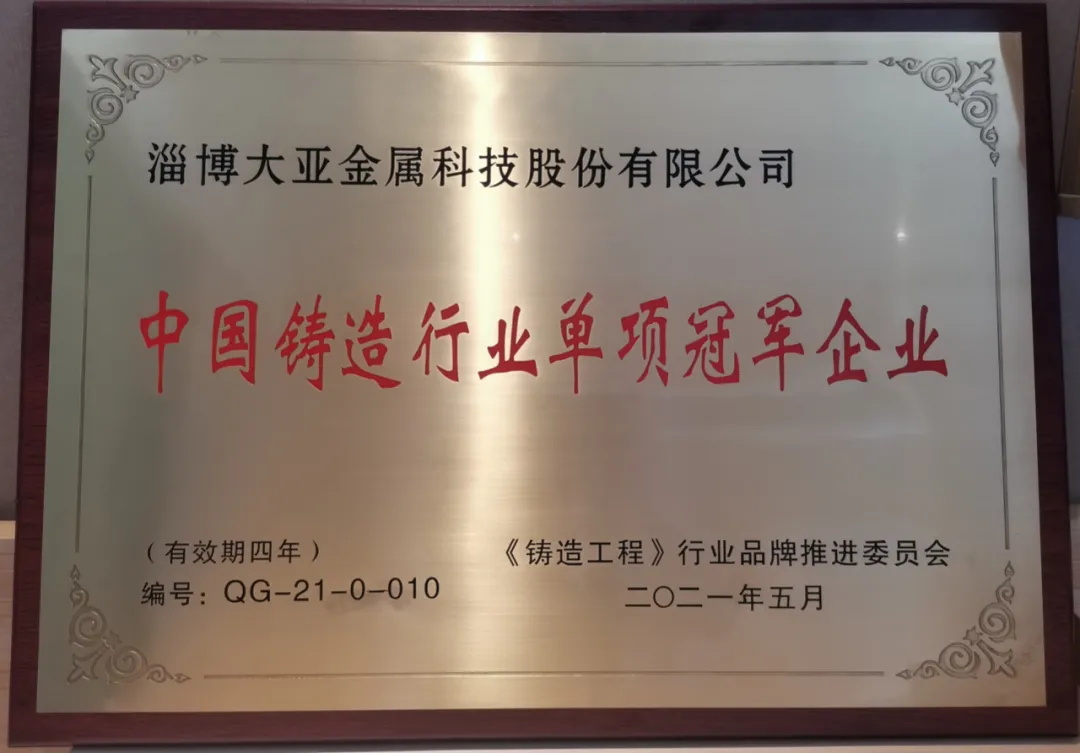 淄博大亚金属科技股份有限公司
中国铸造行业单项冠军企业
（有效期四年）
编号：QG-21-0-010
《铸造工程》行业品牌推进委员会
二〇二一年五月